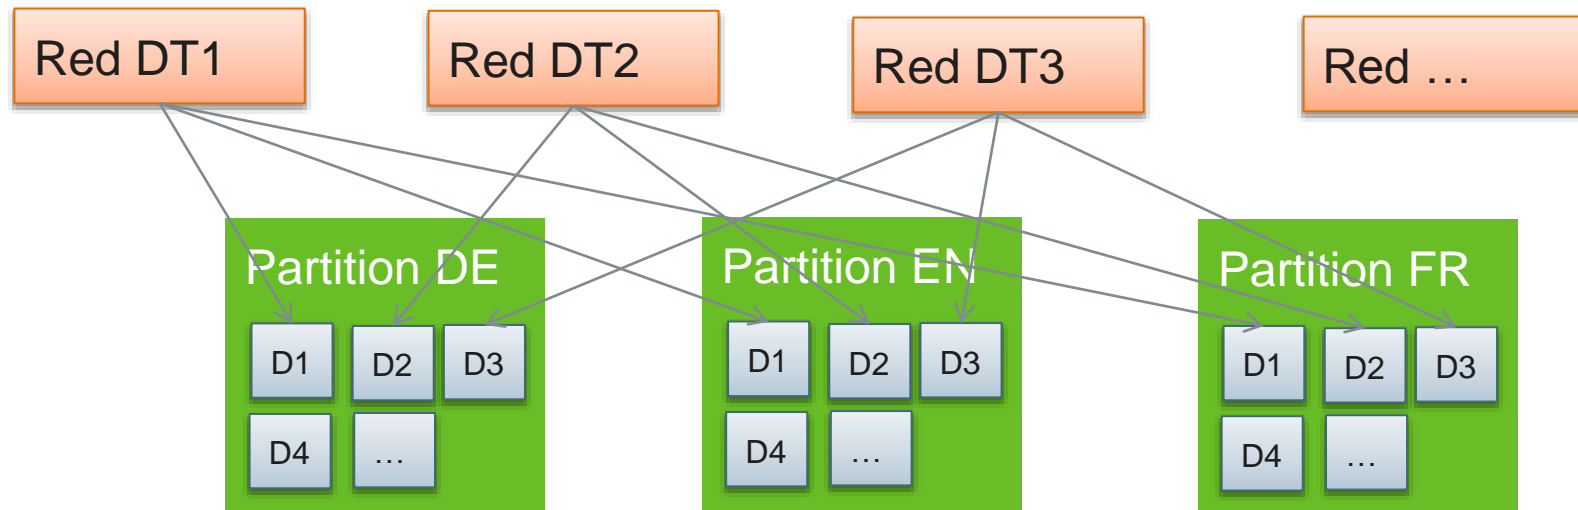 Red DT1
Red DT2
Red DT3
Red …
Partition DE
D1
D2
D3
D4
…
Partition EN
D1
D2
D3
D4
…
Partition FR
D1
D2
D3
D4
…